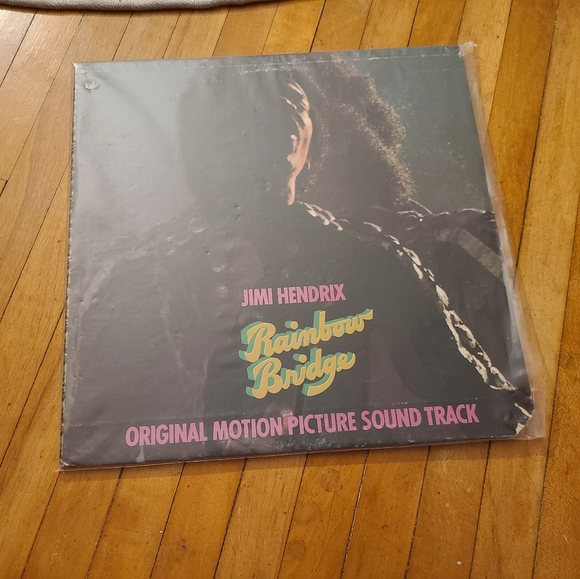 JIMI HENDRIX
Rainbow
Bridge
ORIGINAL MOTION PICTURE SOUND TRACK